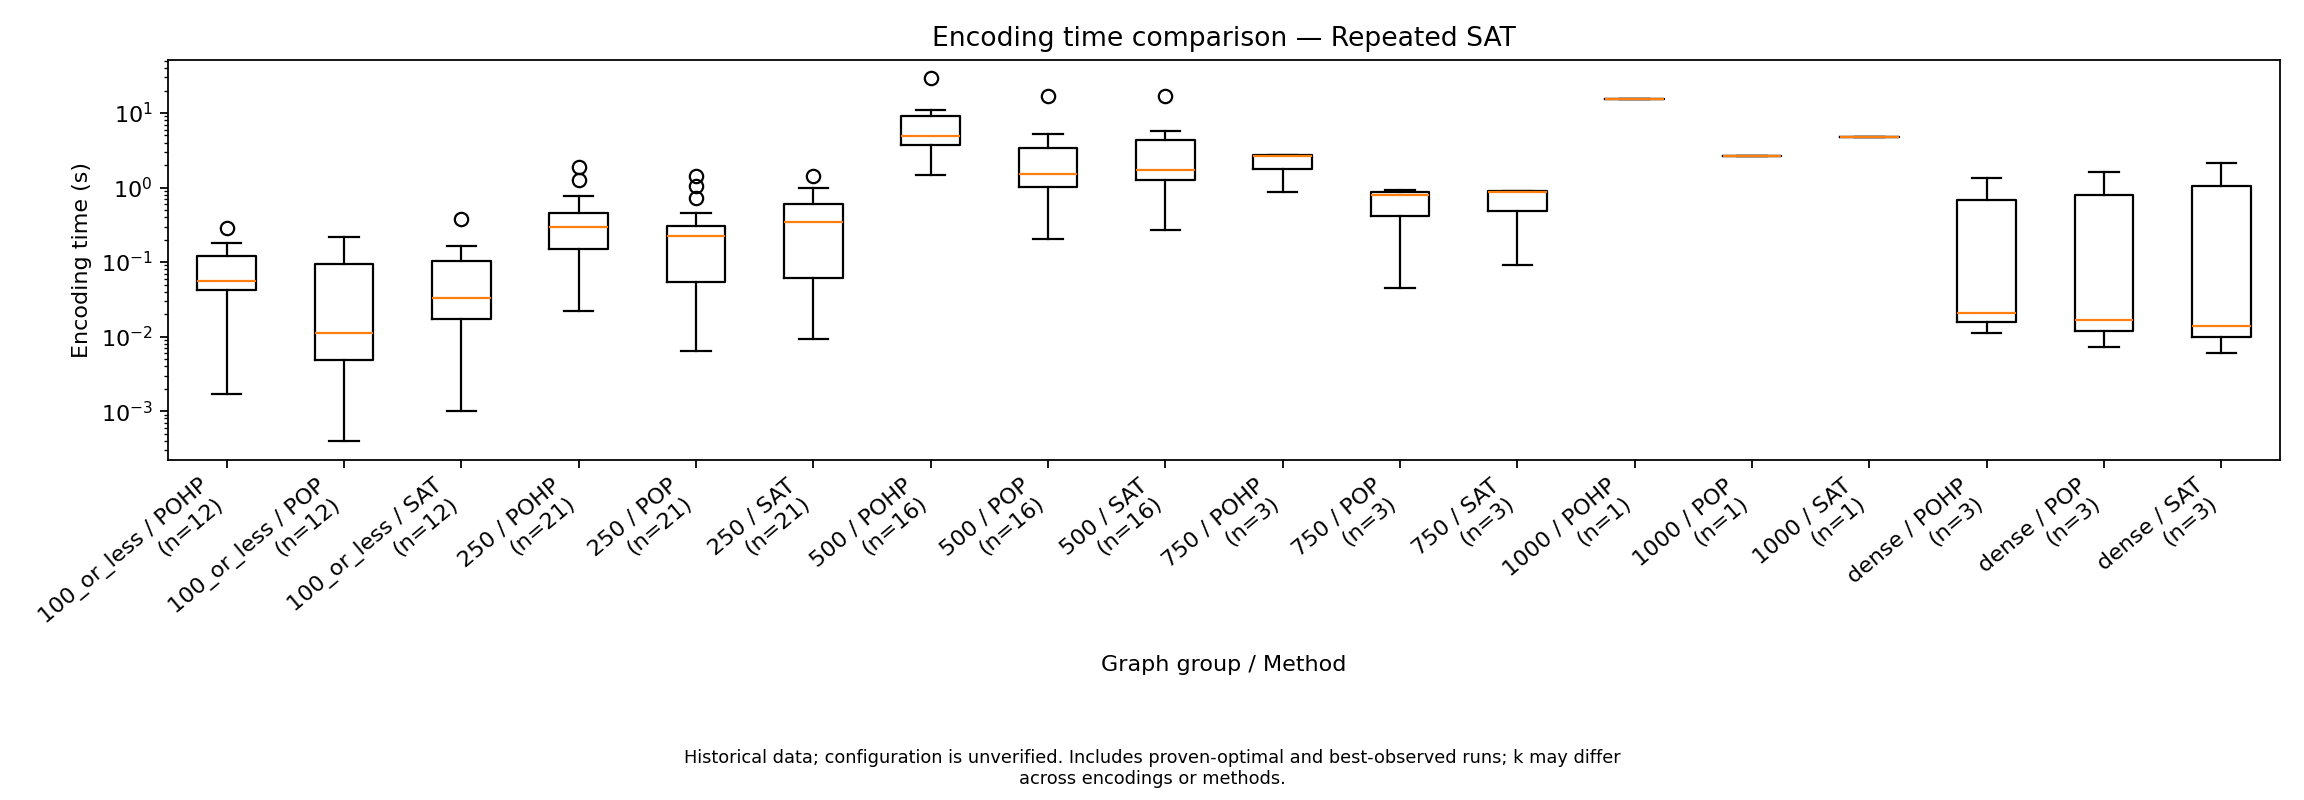 Encoding time comparison — Repeated SAT
Encoding time (s)
10¹
10⁰
10⁻¹
10⁻²
10⁻³
100_or_less / POHP
(n=12)
100_or_less / POP
(n=12)
100_or_less / SAT
(n=12)
250 / POHP
(n=21)
250 / POP
(n=21)
250 / SAT
(n=21)
500 / POHP
(n=16)
500 / POP
(n=16)
500 / SAT
(n=16)
750 / POHP
(n=3)
750 / POP
(n=3)
750 / SAT
(n=3)
1000 / POHP
(n=1)
1000 / POP
(n=1)
1000 / SAT
(n=1)
dense / POHP
(n=3)
dense / POP
(n=3)
dense / SAT
(n=3)
Graph group / Method
Historical data; configuration is unverified. Includes proven-optimal and best-observed runs; k may differ
across encodings or methods.